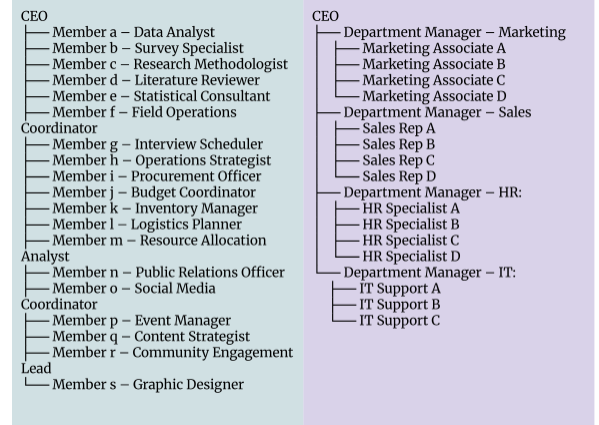 CEO
Member a – Data Analyst
Member b – Survey Specialist
Member c – Research Methodologist
Member d – Literature Reviewer
Member e – Statistical Consultant
Member f – Field Operations
Coordinator
Member g – Interview Scheduler
Member h – Operations Strategist
Member i – Procurement Officer
Member j – Budget Coordinator
Member k – Inventory Manager
Member l – Logistics Planner
Member m – Resource Allocation
Analyst
Member n – Public Relations Officer
Member o – Social Media
Coordinator
Member p – Event Manager
Member q – Content Strategist
Member r – Community Engagement
Lead
Member s – Graphic Designer
CEO
Department Manager – Marketing
Marketing Associate A
Marketing Associate B
Marketing Associate C
Marketing Associate D
Department Manager – Sales
Sales Rep A
Sales Rep B
Sales Rep C
Sales Rep D
Department Manager – HR:
HR Specialist A
HR Specialist B
HR Specialist C
HR Specialist D
Department Manager – IT:
IT Support A
IT Support B
IT Support C